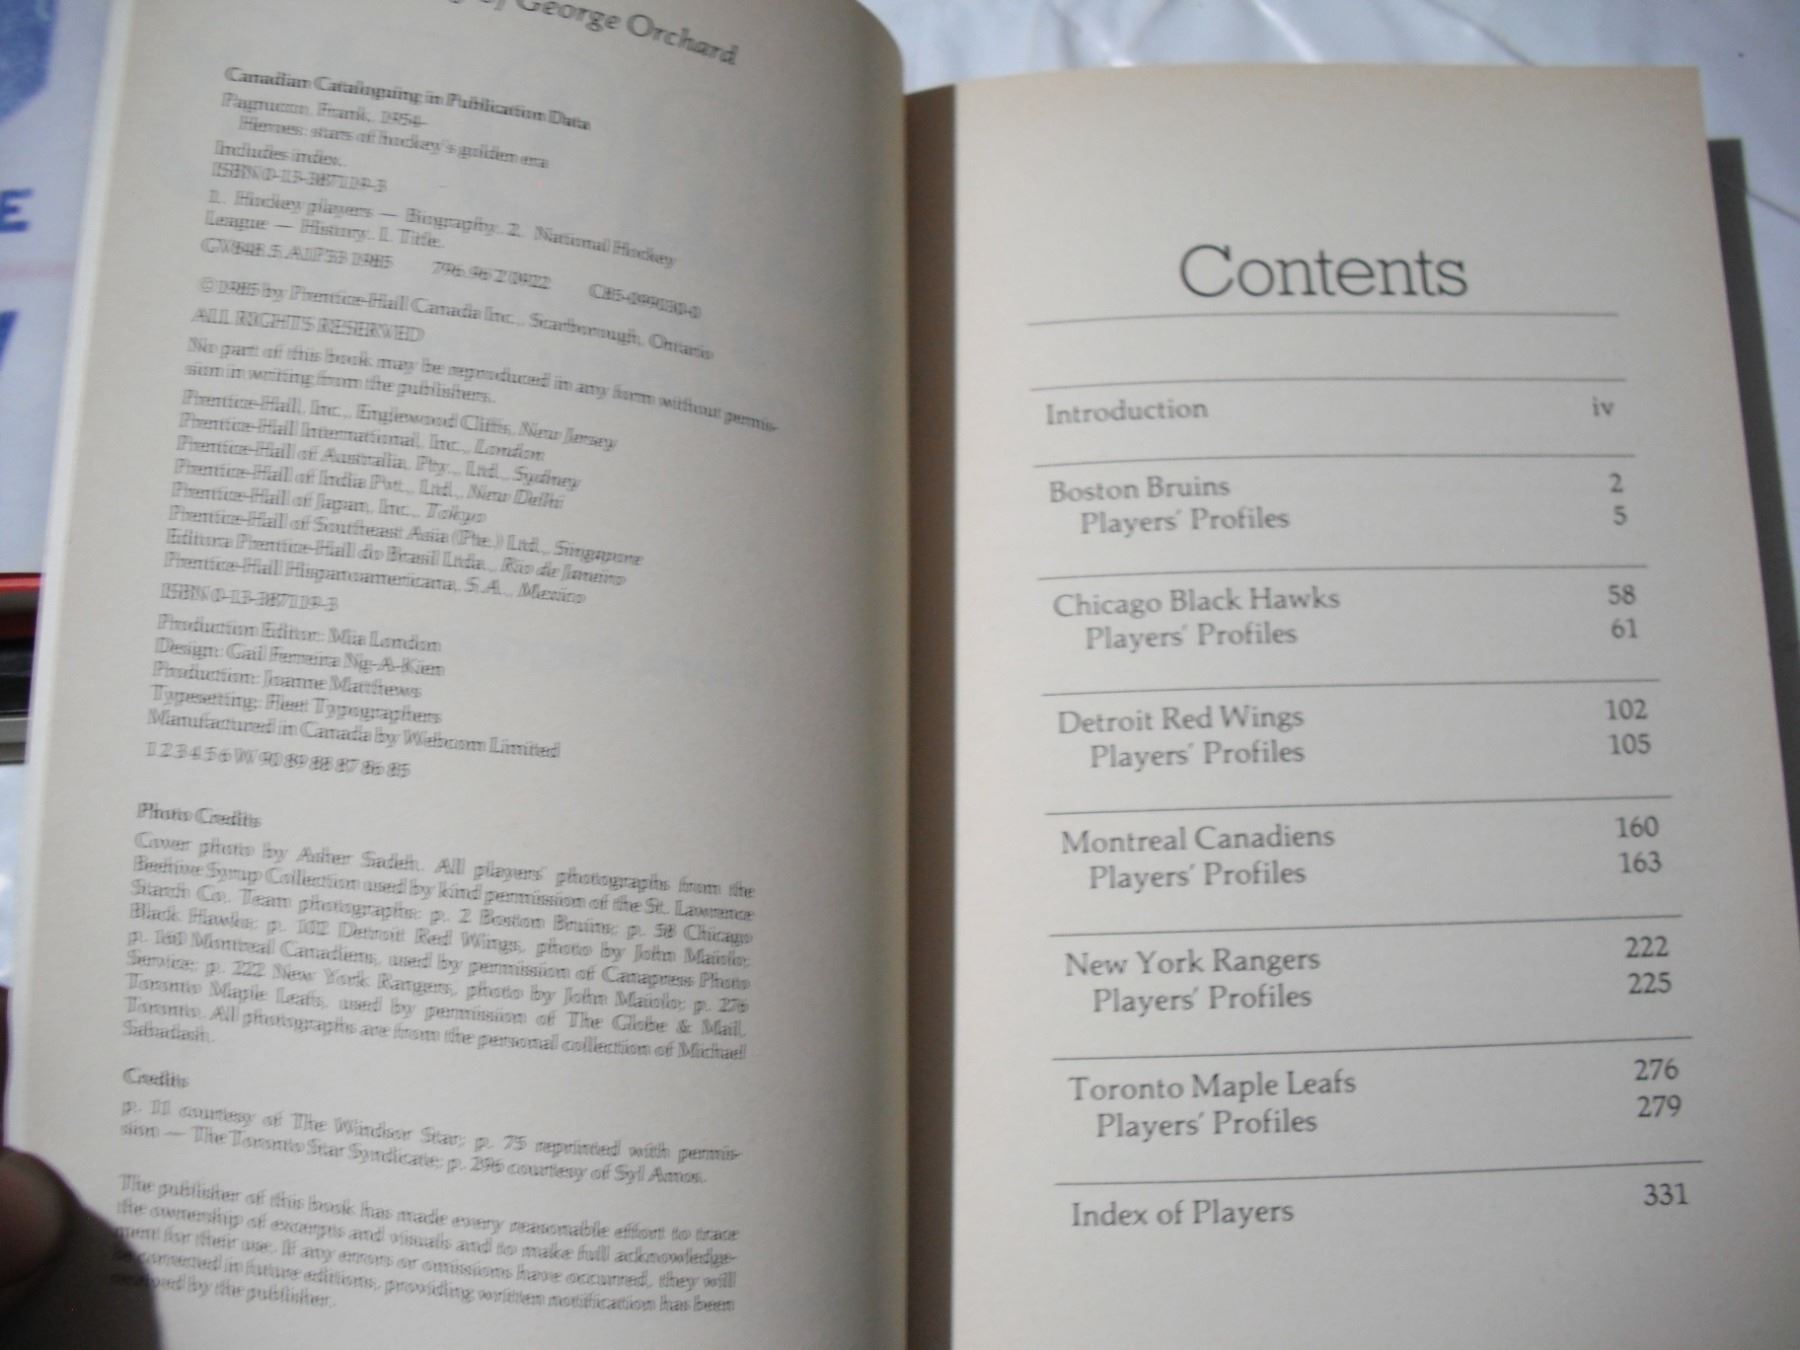 of George Orchard
Canadian Cataloguing in Publication Data
Pagnucco, Frank, 1954-
Heroes: stars of hockey's golden era
Includes index.
ISBN 0-13-387119-3
1. Hockey players — Biography. 2. National Hockey
League — History. I. Title.
GV848.5.A1P33 1985 796.96'2'0922 C85-099030-0
© 1985 by Prentice-Hall Canada Inc., Scarborough, Ontario
ALL RIGHTS RESERVED
No part of this book may be reproduced in any form without permis-
sion in writing from the publishers.
Prentice-Hall, Inc., Englewood Cliffs, New Jersey
Prentice-Hall International, Inc., London
Prentice-Hall of Australia, Pty., Ltd., Sydney
Prentice-Hall of India Pvt., Ltd., New Delhi
Prentice-Hall of Japan, Inc., Tokyo
Prentice-Hall of Southeast Asia (Pte.) Ltd., Singapore
Editora Prentice-Hall do Brasil Ltda., Rio de Janeiro
Prentice-Hall Hispanoamericana, S.A., Mexico
ISBN 0-13-387119-3
Production Editor: Mia London
Design: Gail Ferreira Ng-A-Kien
Production: Joanne Matthews
Typesetting: Fleet Typographers
Manufactured in Canada by Webcom Limited
1 2 3 4 5 6 W 90 89 88 87 86 85
Photo Credits
Cover photo by Asher Sadeh. All players' photographs from the
Beehive Syrup Collection used by kind permission of the St. Lawrence
Starch Co. Team photographs: p. 2 Boston Bruins; p. 58 Chicago
Black Hawks; p. 102 Detroit Red Wings, photo by John Maiolo;
p. 160 Montreal Canadiens, used by permission of Canapress Photo
Service; p. 222 New York Rangers, photo by John Maiolo; p. 276
Toronto Maple Leafs, used by permission of The Globe & Mail,
Toronto. All photographs are from the personal collection of Michael
Sabadash.
Credits
p. 11 courtesy of The Windsor Star; p. 75 reprinted with permis-
sion — The Toronto Star Syndicate; p. 296 courtesy of Syl Amos.
The publisher of this book has made every reasonable effort to trace
the ownership of excerpts and visuals and to make full acknowledge-
ment for their use. If any errors or omissions have occurred, they will
be corrected in future editions, providing written notification has been
received by the publisher.
Contents
Introduction iv
Boston Bruins 2
Players' Profiles 5
Chicago Black Hawks 58
Players' Profiles 61
Detroit Red Wings 102
Players' Profiles 105
Montreal Canadiens 160
Players' Profiles 163
New York Rangers 222
Players' Profiles 225
Toronto Maple Leafs 276
Players' Profiles 279
Index of Players 331